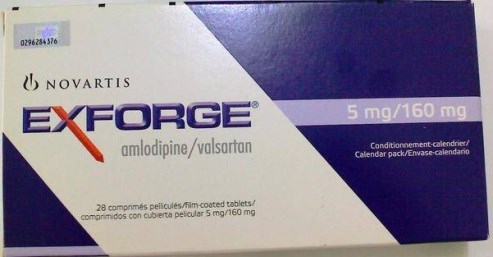 0296284376
NOVARTIS
EXFORGE®
amlodipine/valsartan
5 mg/160 mg
Conditionnement-calendrier/
Calendar pack/Envase-calendario
28 comprimés pelliculés/film-coated tablets/
comprimidos con cubierta pelicular 5 mg/160 mg